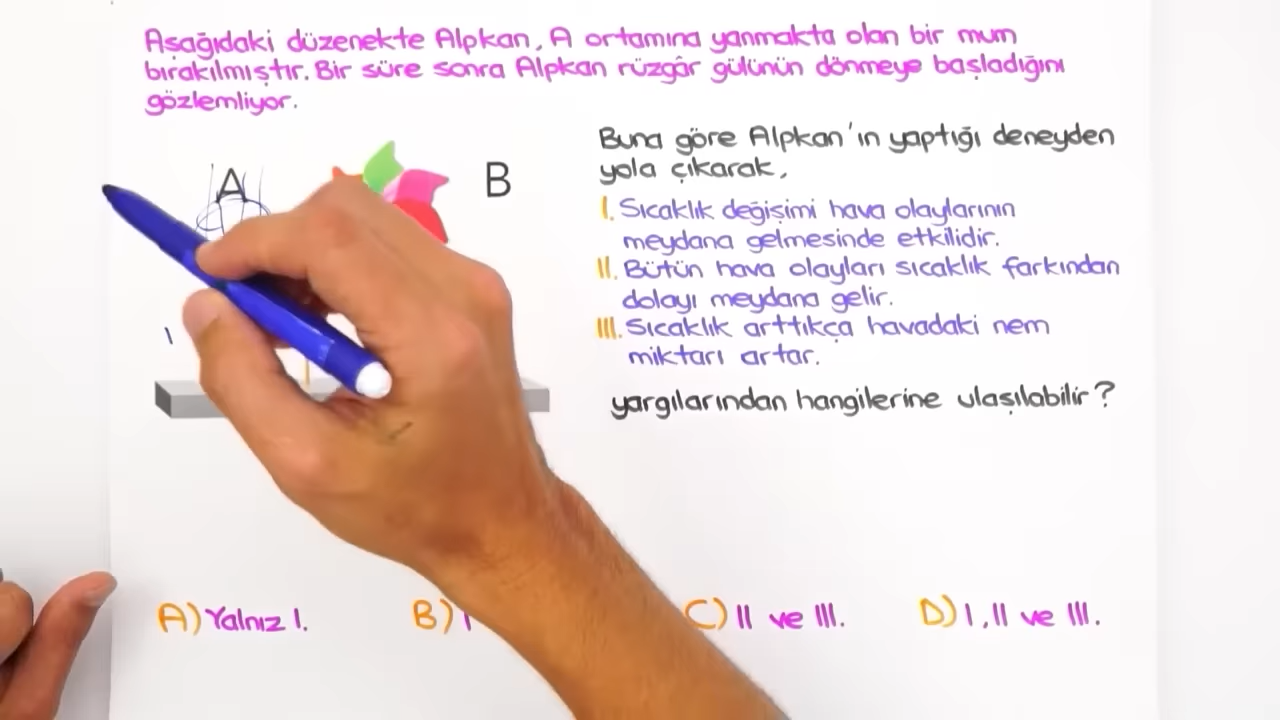 Aşağıdaki düzenekte Alpkan, A ortamına yanmakta olan bir mum
bırakılmıştır. Bir süre sonra Alpkan rüzgâr gülünün dönmeye başladığını
gözlemliyor.
A
B
Buna göre Alpkan'ın yaptığı deneyden
yola çıkarak,
I. Sıcaklık değişimi hava olaylarının
meydana gelmesinde etkilidir.
II. Bütün hava olayları sıcaklık farkından
dolayı meydana gelir.
III. Sıcaklık arttıkça havadaki nem
miktarı artar.
yargılarından hangilerine ulaşılabilir?
A) Yalnız I.
B) I
C) II ve III.
D) I, II ve III.